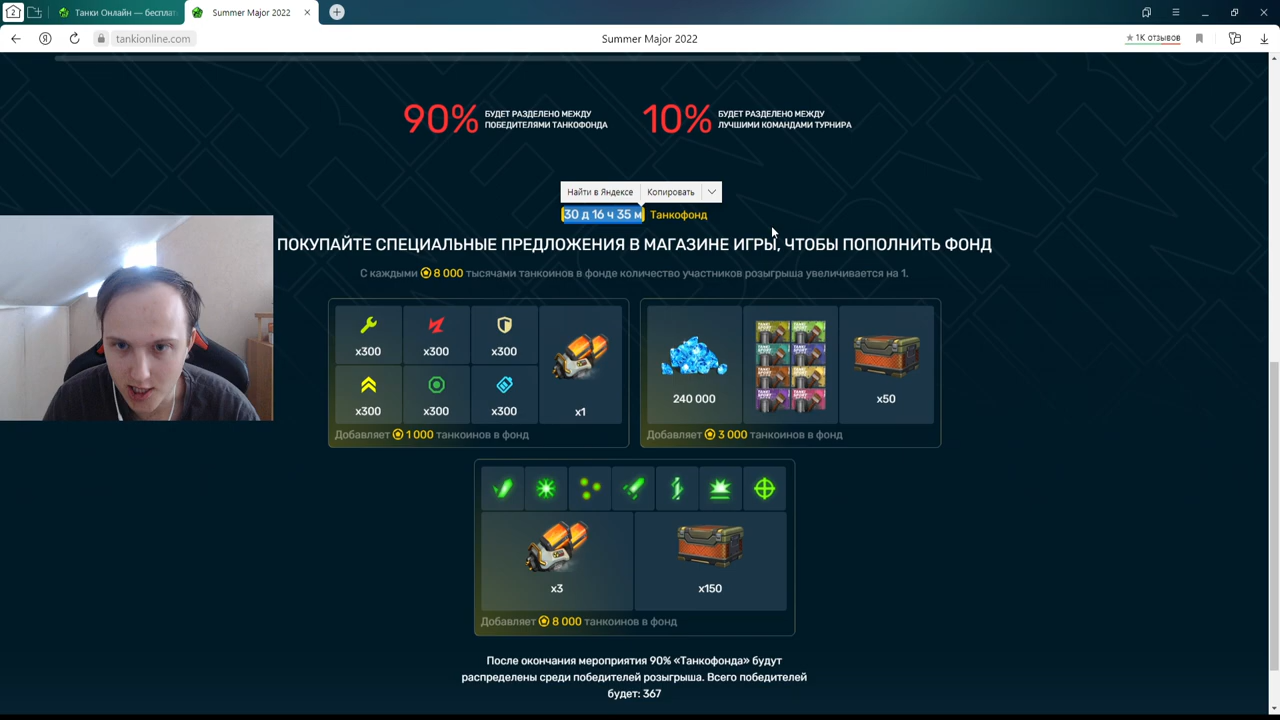 2
Танки Онлайн — бесплат
Summer Major 2022
tankionline.com
Summer Major 2022
★ 1К отзывов
90%
БУДЕТ РАЗДЕЛЕНО МЕЖДУ
ПОБЕДИТЕЛЯМИ ТАНКОФОНДА
10%
БУДЕТ РАЗДЕЛЕНО МЕЖДУ
ЛУЧШИМИ КОМАНДАМИ ТУРНИРА
Найти в Яндексе
Копировать
30 д 16 ч 35 м Танкофонд
ПОКУПАЙТЕ СПЕЦИАЛЬНЫЕ ПРЕДЛОЖЕНИЯ В МАГАЗИНЕ ИГРЫ, ЧТОБЫ ПОПОЛНИТЬ ФОНД
С каждыми 8 000 тысячами танкоинов в фонде количество участников розыгрыша увеличивается на 1.
x300
x300
x300
x300
x300
x300
x1
Добавляет 1 000 танкоинов в фонд
240 000
x50
Добавляет 3 000 танкоинов в фонд
x3
x150
Добавляет 8 000 танкоинов в фонд
После окончания мероприятия 90% «Танкофонда» будут
распределены среди победителей розыгрыша. Всего победителей
будет: 367